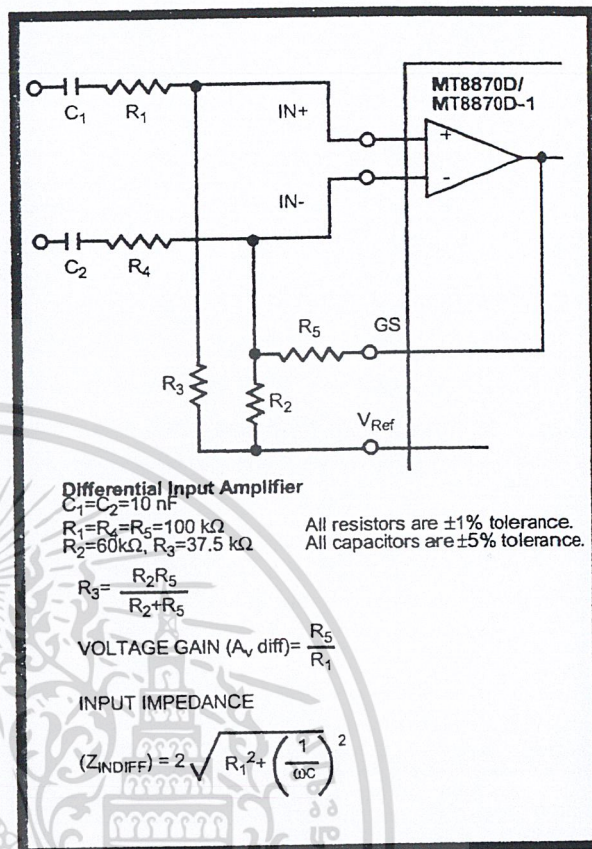 MT8870D/
MT8870D-1
C1 R1 IN+
+
-
IN-
C2 R4
R5 GS
R3 R2
VRef
Differential Input Amplifier
C1=C2=10 nF
R1=R4=R5=100 kΩ All resistors are ±1% tolerance.
R2=60kΩ, R3=37.5 kΩ All capacitors are ±5% tolerance.
R3= R2R5 / R2+R5
VOLTAGE GAIN (Av diff)= R5 / R1
INPUT IMPEDANCE
(ZINDIFF) = 2 √ R1² + ( 1 / ωc )²